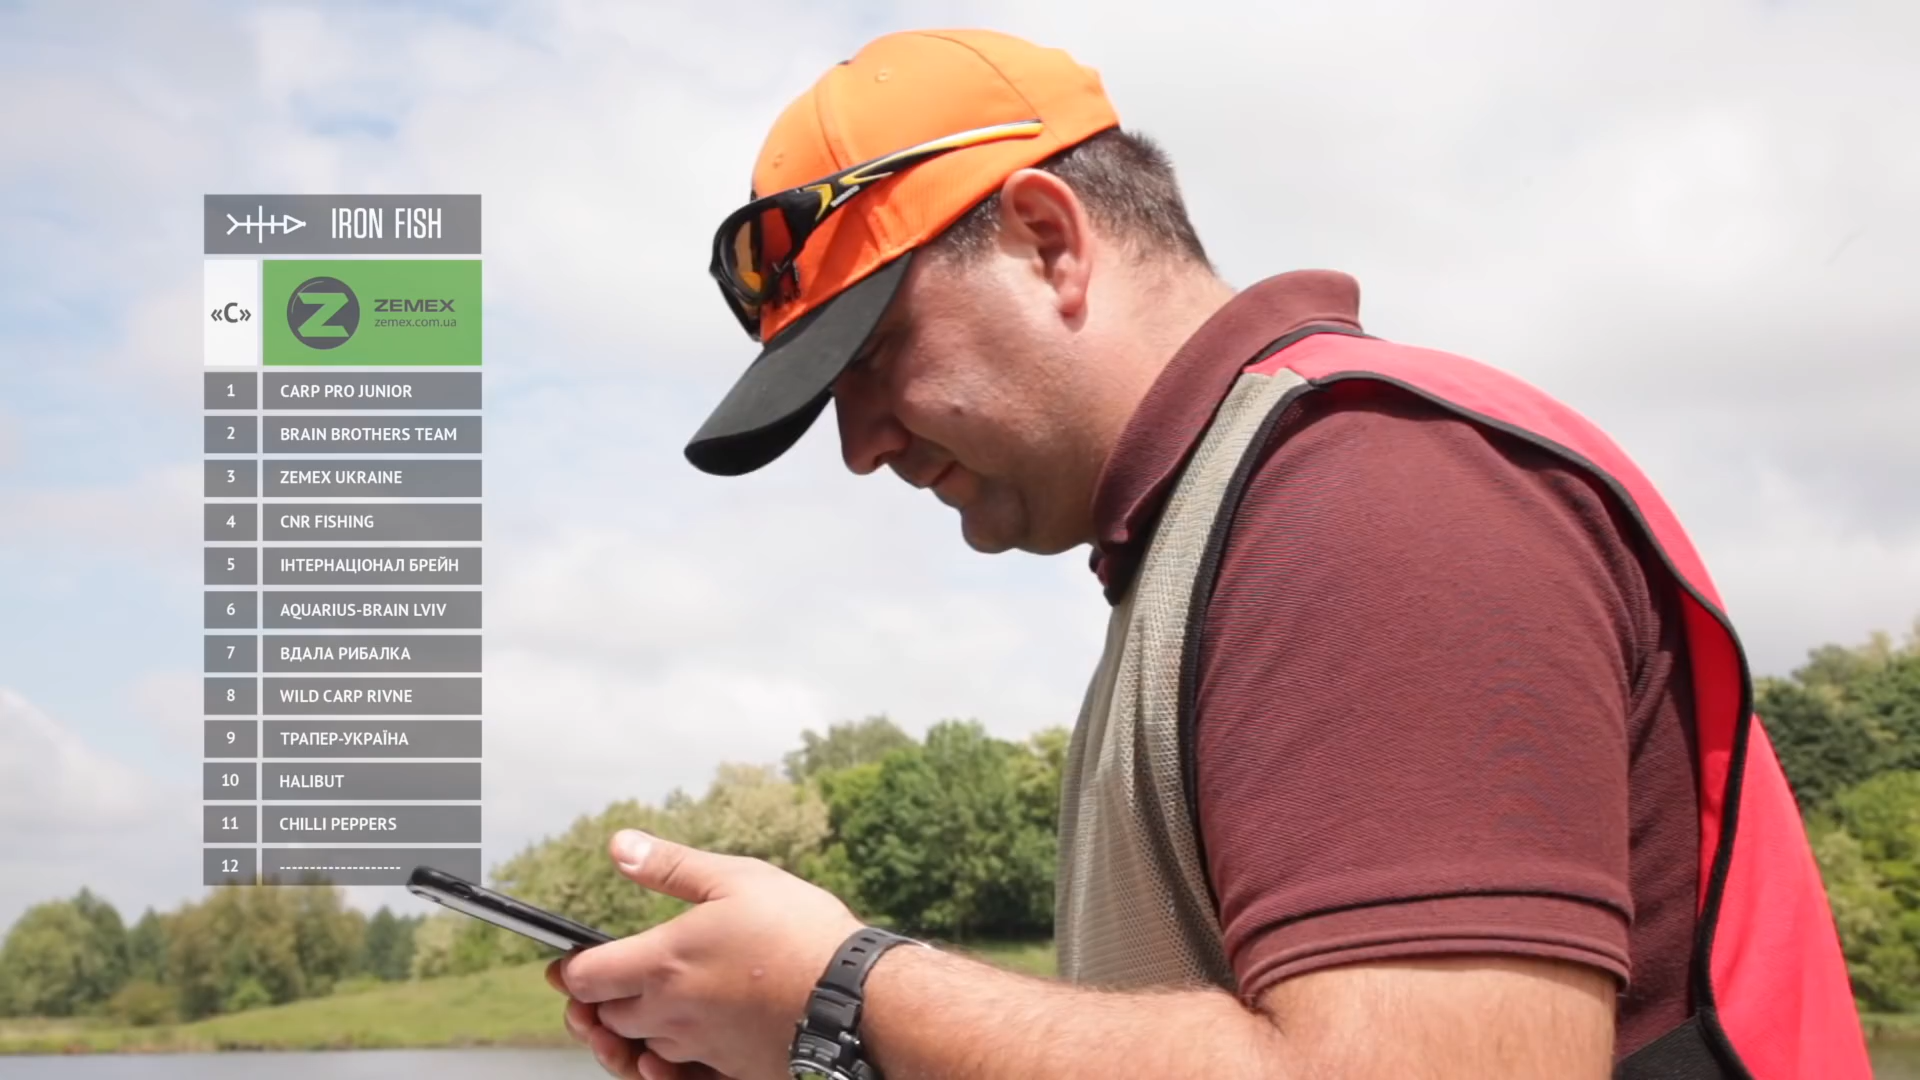 IRON FISH
«C»
Z ZEMEX
zemex.com.ua
1 CARP PRO JUNIOR
2 BRAIN BROTHERS TEAM
3 ZEMEX UKRAINE
4 CNR FISHING
5 ІНТЕРНАЦІОНАЛ БРЕЙН
6 AQUARIUS-BRAIN LVIV
7 ВДАЛА РИБАЛКА
8 WILD CARP RIVNE
9 ТРАПЕР-УКРАЇНА
10 HALIBUT
11 CHILLI PEPPERS
12 --------------------